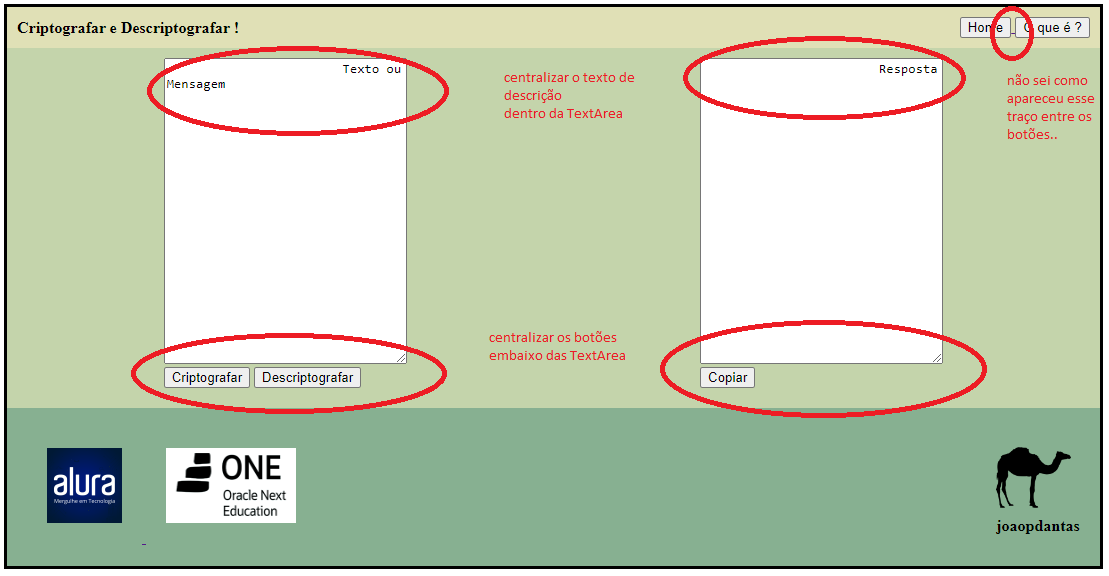 Criptografar e Descriptografar !
Home
O que é ?
Texto ou
Mensagem
centralizar o texto de
descrição
dentro da TextArea
Resposta
não sei como
apareceu esse
traço entre os
botões..
centralizar os botões
embaixo das TextArea
Criptografar
Descriptografar
Copiar
alura
Mergulhe em Tecnologia
ONE
Oracle Next
Education
joaopdantas